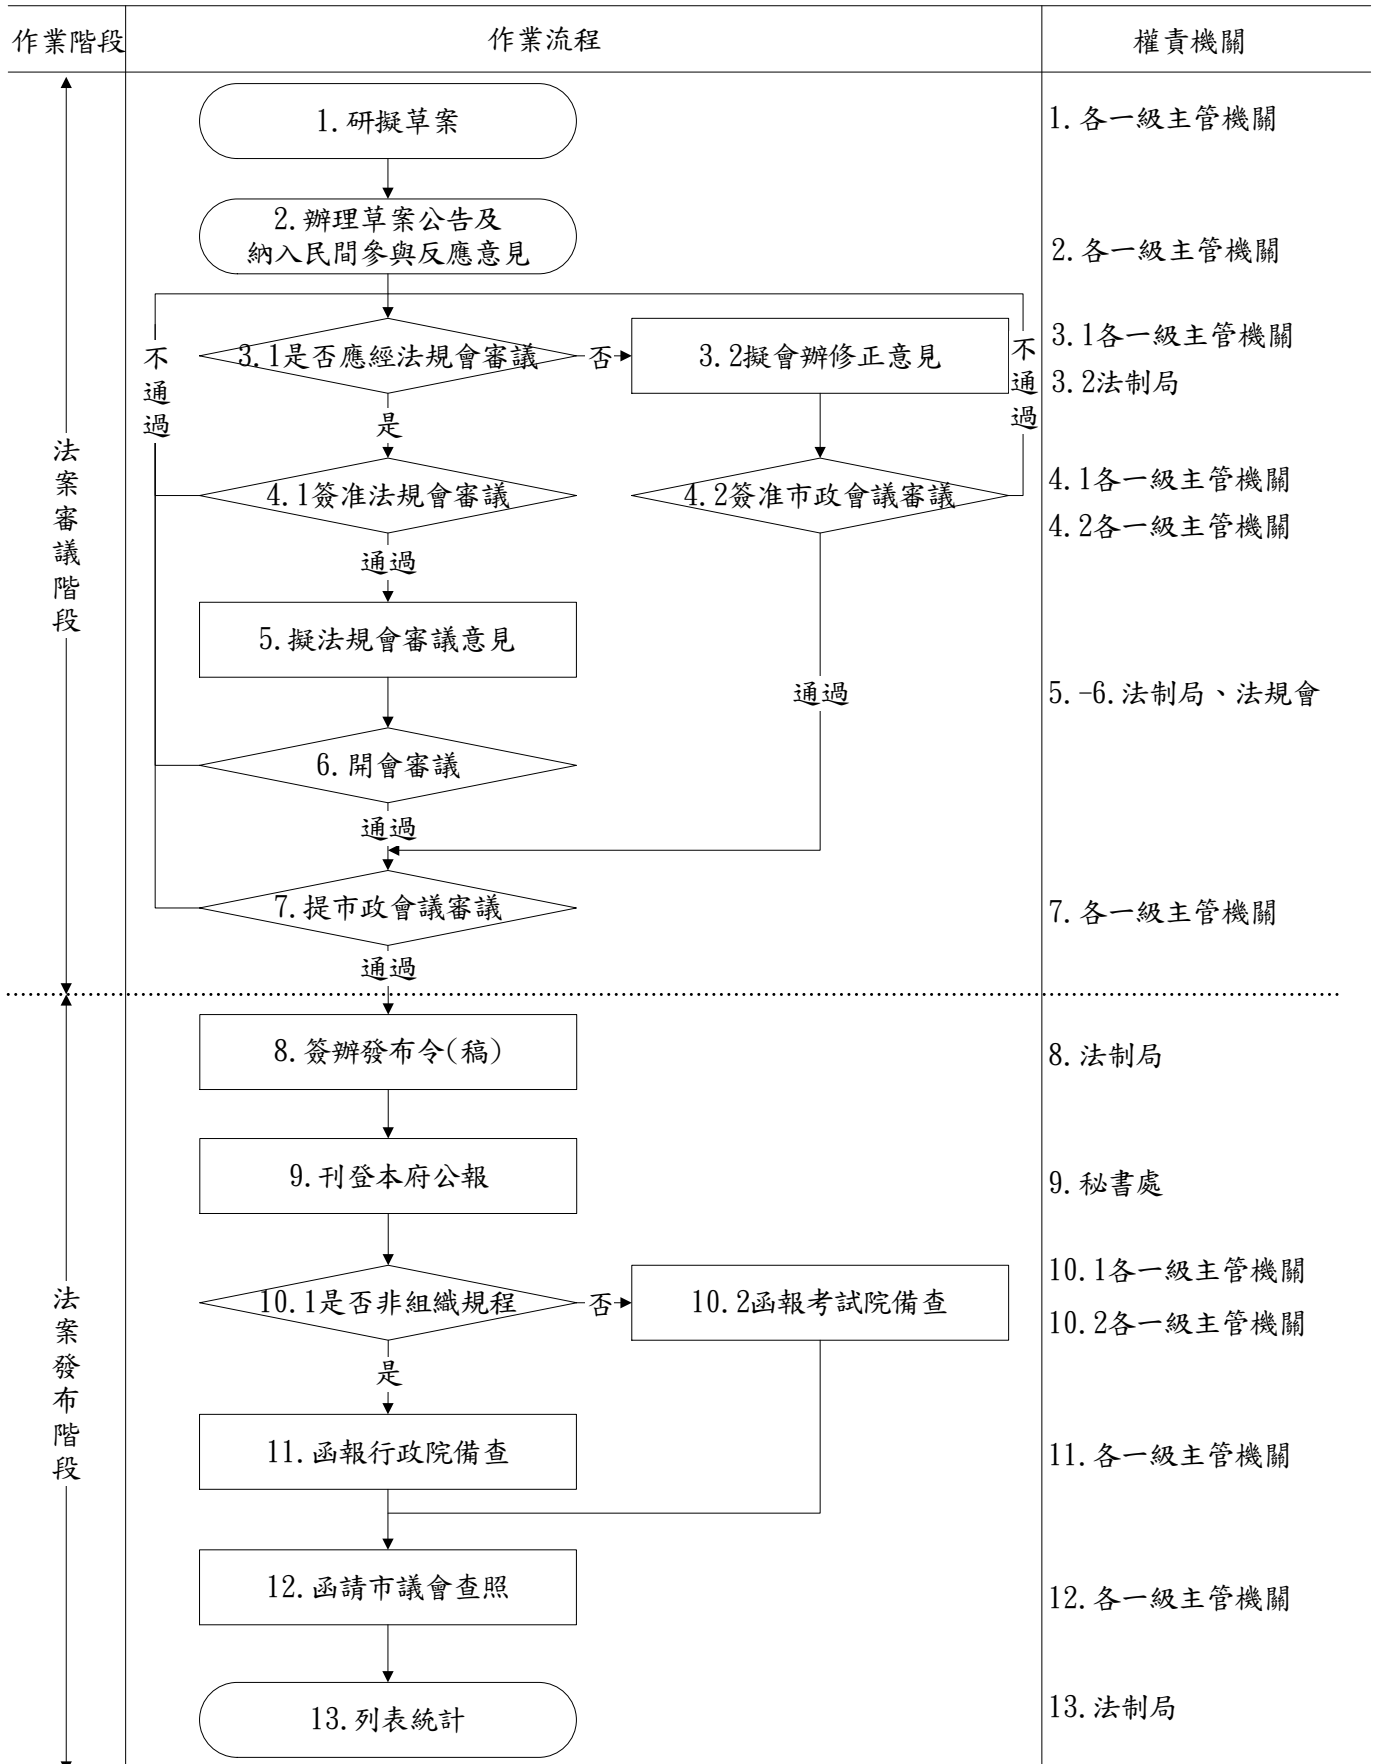 作業階段
作業流程
權責機關
1.研擬草案
1.各一級主管機關
2.辦理草案公告及
納入民間參與反應意見
2.各一級主管機關
不通過
3.1是否應經法規會審議
否
3.2擬會辦修正意見
不通過
3.1各一級主管機關
3.2法制局
是
法案審議階段
4.1簽准法規會審議
4.2簽准市政會議審議
4.1各一級主管機關
4.2各一級主管機關
通過
5.擬法規會審議意見
通過
5.-6.法制局、法規會
6.開會審議
通過
7.提市政會議審議
7.各一級主管機關
通過
8.簽辦發布令(稿)
8.法制局
9.刊登本府公報
9.秘書處
法案發布階段
10.1是否非組織規程
否
10.2函報考試院備查
10.1各一級主管機關
10.2各一級主管機關
是
11.函報行政院備查
11.各一級主管機關
12.函請市議會查照
12.各一級主管機關
13.列表統計
13.法制局